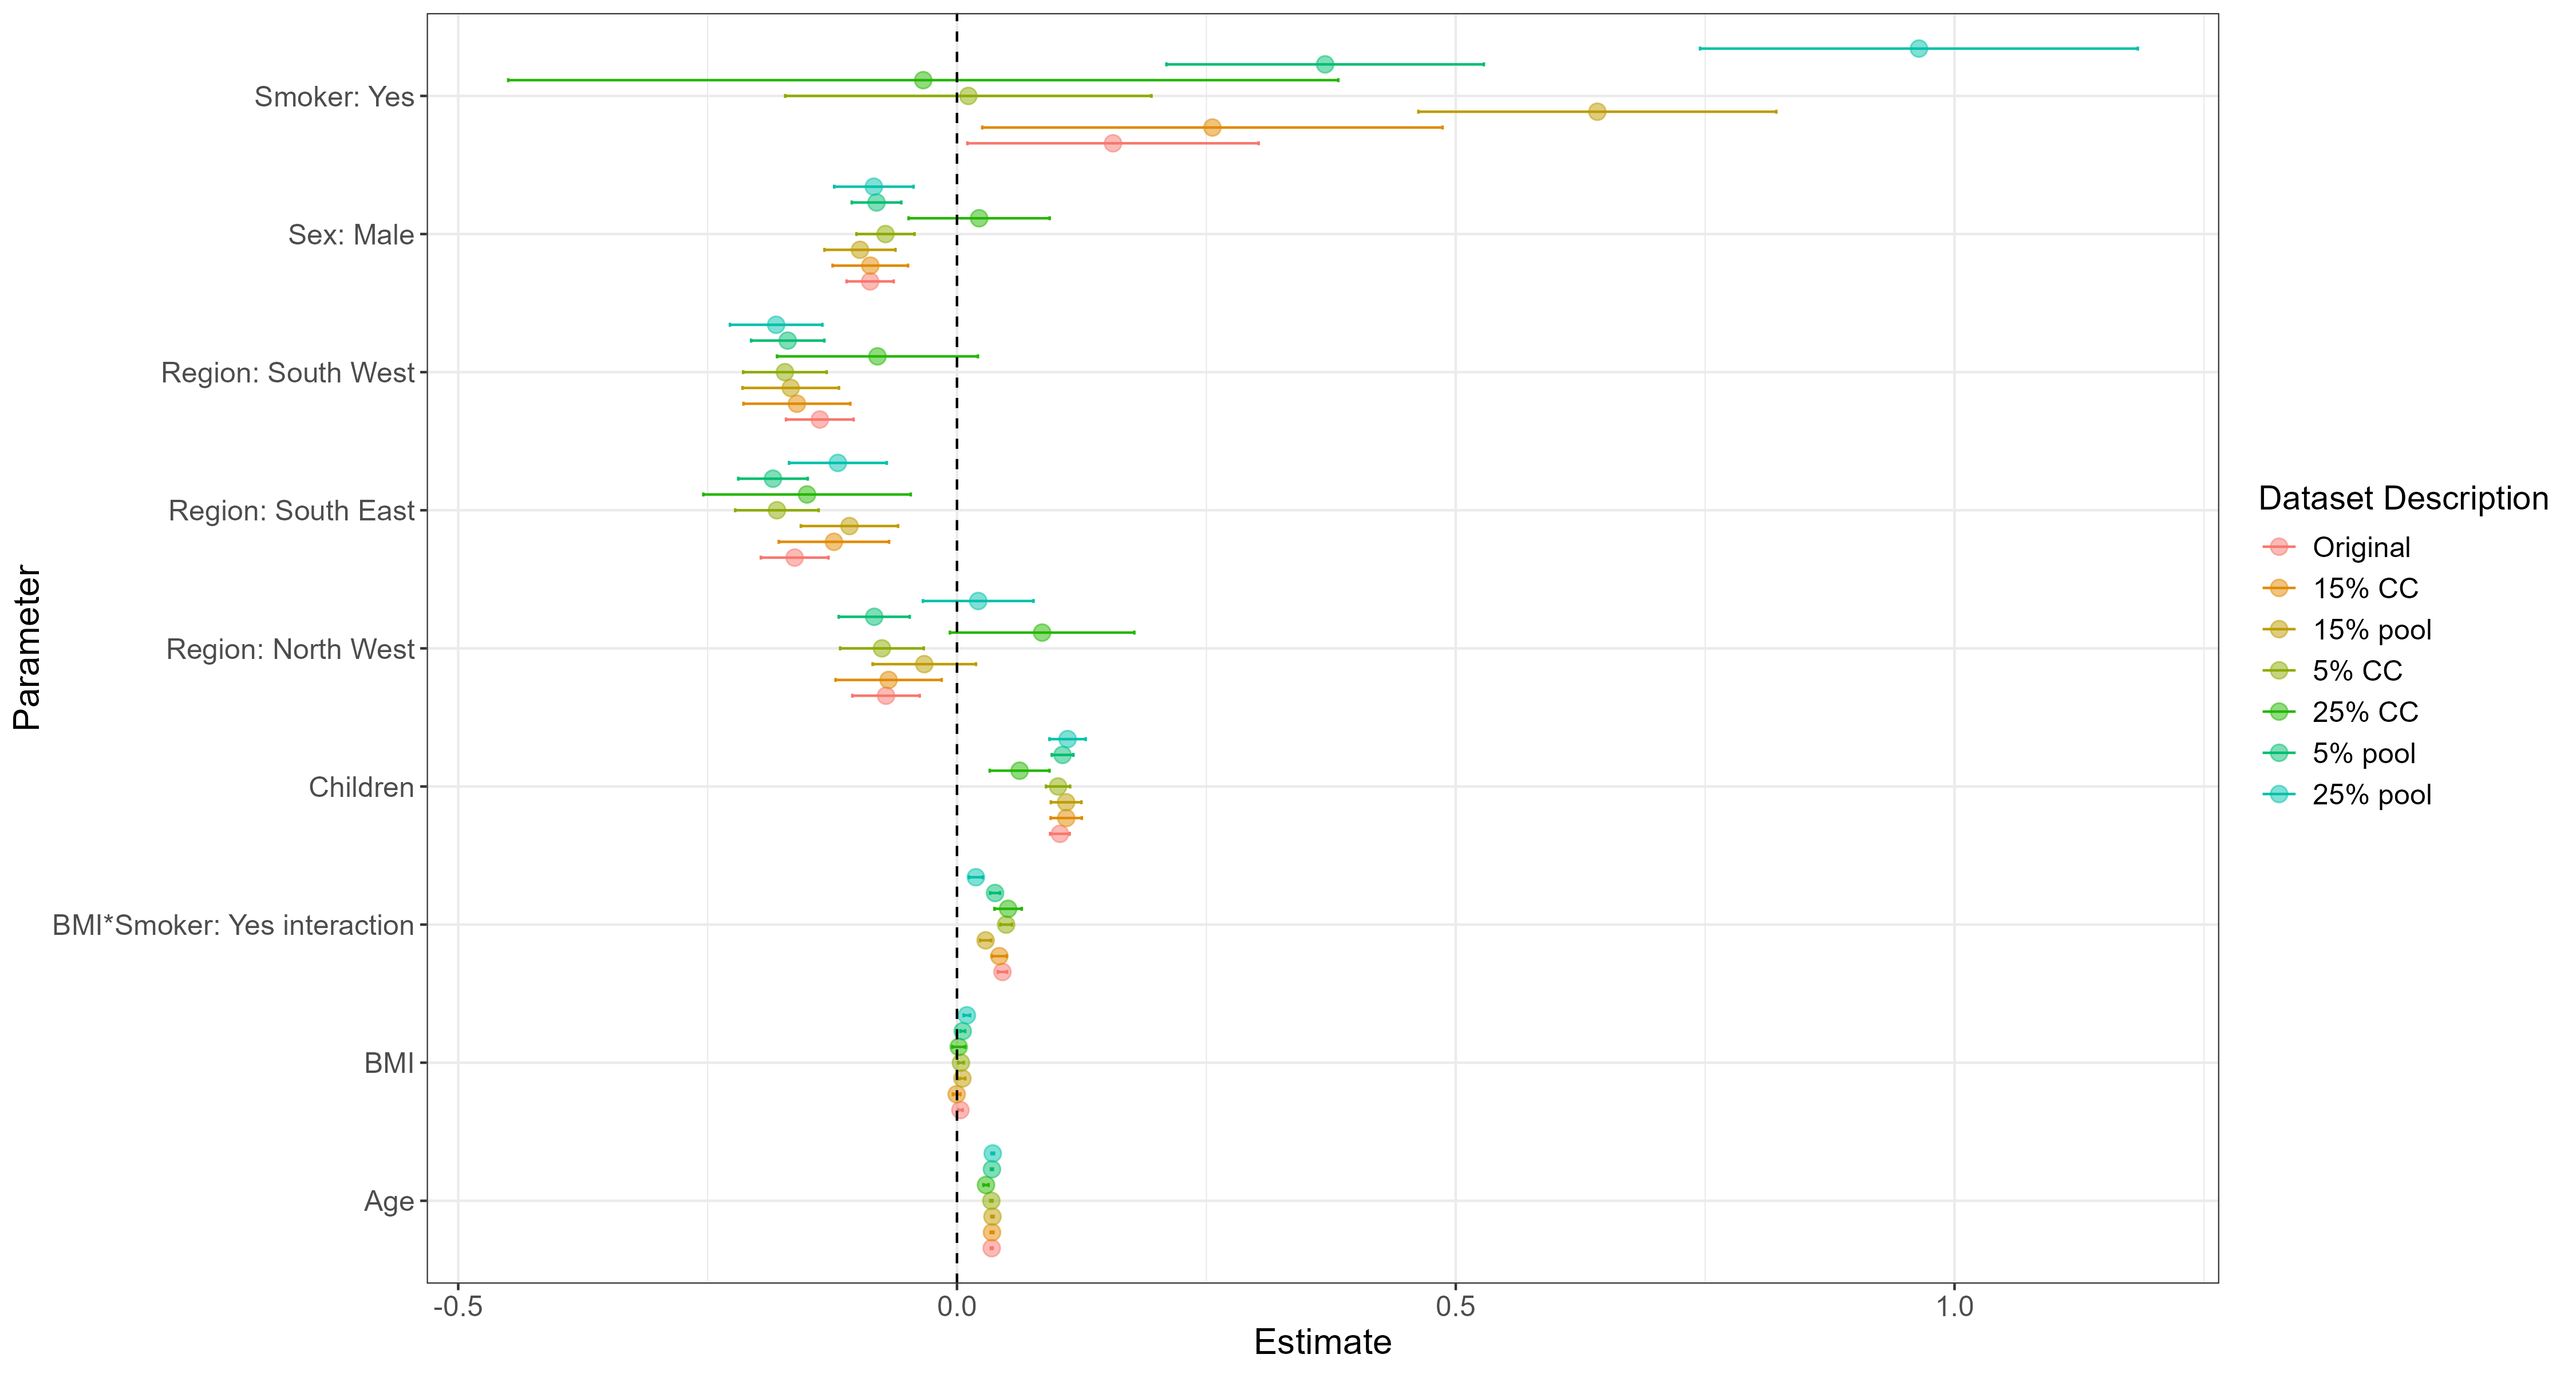 Parameter
Smoker: Yes
Sex: Male
Region: South West
Region: South East
Region: North West
Children
BMI*Smoker: Yes interaction
BMI
Age
-0.5 0.0 0.5 1.0
Estimate
Dataset Description
Original
15% CC
15% pool
5% CC
25% CC
5% pool
25% pool